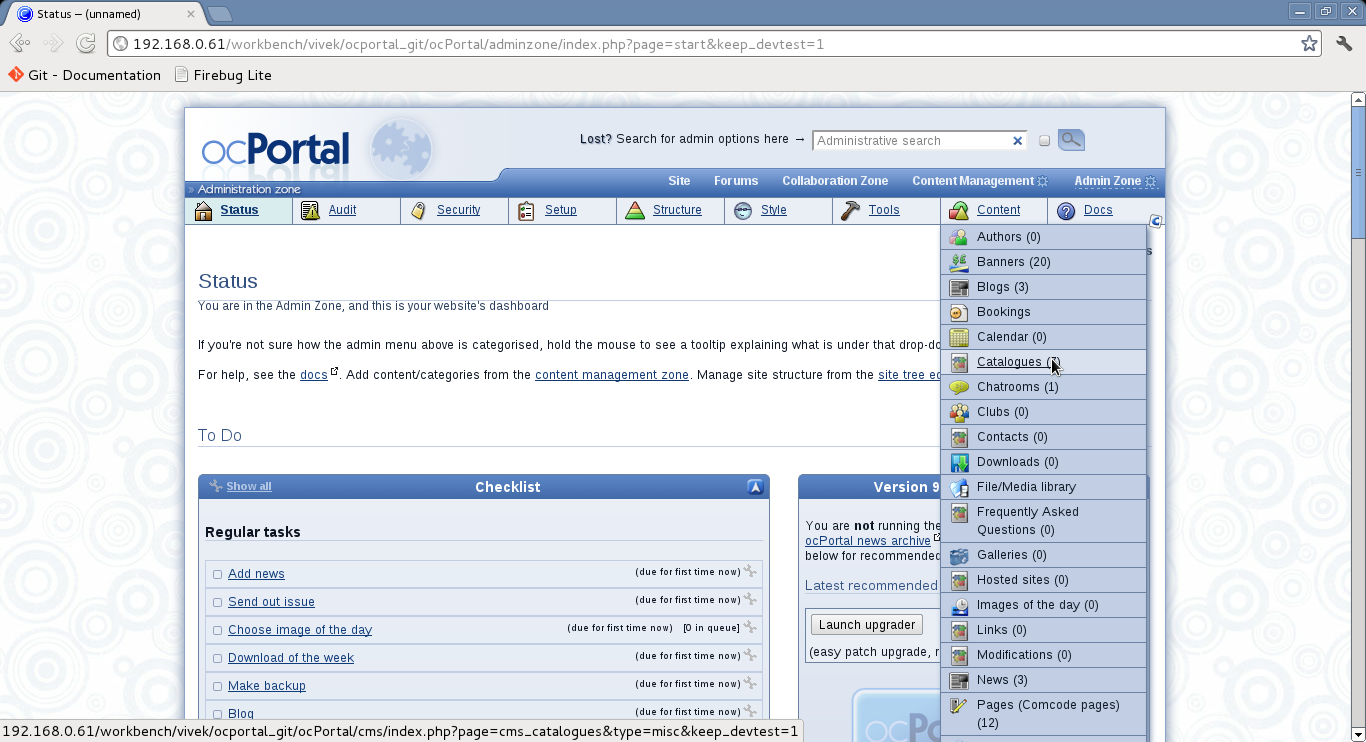 Status — (unnamed)
192.168.0.61/workbench/vivek/ocportal_git/ocPortal/adminzone/index.php?page=start&keep_devtest=1
Git - Documentation
Firebug Lite
ocPortal
Lost? Search for admin options here →
Administrative search
» Administration zone
Site
Forums
Collaboration Zone
Content Management
Admin Zone
Status
Audit
Security
Setup
Structure
Style
Tools
Content
Docs
Authors (0)
Banners (20)
Blogs (3)
Bookings
Calendar (0)
Catalogues
Chatrooms (1)
Clubs (0)
Contacts (0)
Downloads (0)
File/Media library
Frequently Asked
Questions (0)
Galleries (0)
Hosted sites (0)
Images of the day (0)
Links (0)
Modifications (0)
News (3)
Pages (Comcode pages)
(12)
Status
You are in the Admin Zone, and this is your website's dashboard
If you're not sure how the admin menu above is categorised, hold the mouse to see a tooltip explaining what is under that
For help, see the docs. Add content/categories from the content management zone. Manage site structure from the site tree
To Do
Show all
Checklist
Regular tasks
Add news (due for first time now)
Send out issue (due for first time now)
Choose image of the day (due for first time now) [0 in queue]
Download of the week (due for first time now)
Make backup (due for first time now)
Blog (due for first time now)
Version 9
You are not running the
ocPortal news archive
below for recommended
Latest recommended
Launch upgrader
(easy patch upgrade,
ocPo
192.168.0.61/workbench/vivek/ocportal_git/ocPortal/cms/index.php?page=cms_catalogues&type=misc&keep_devtest=1